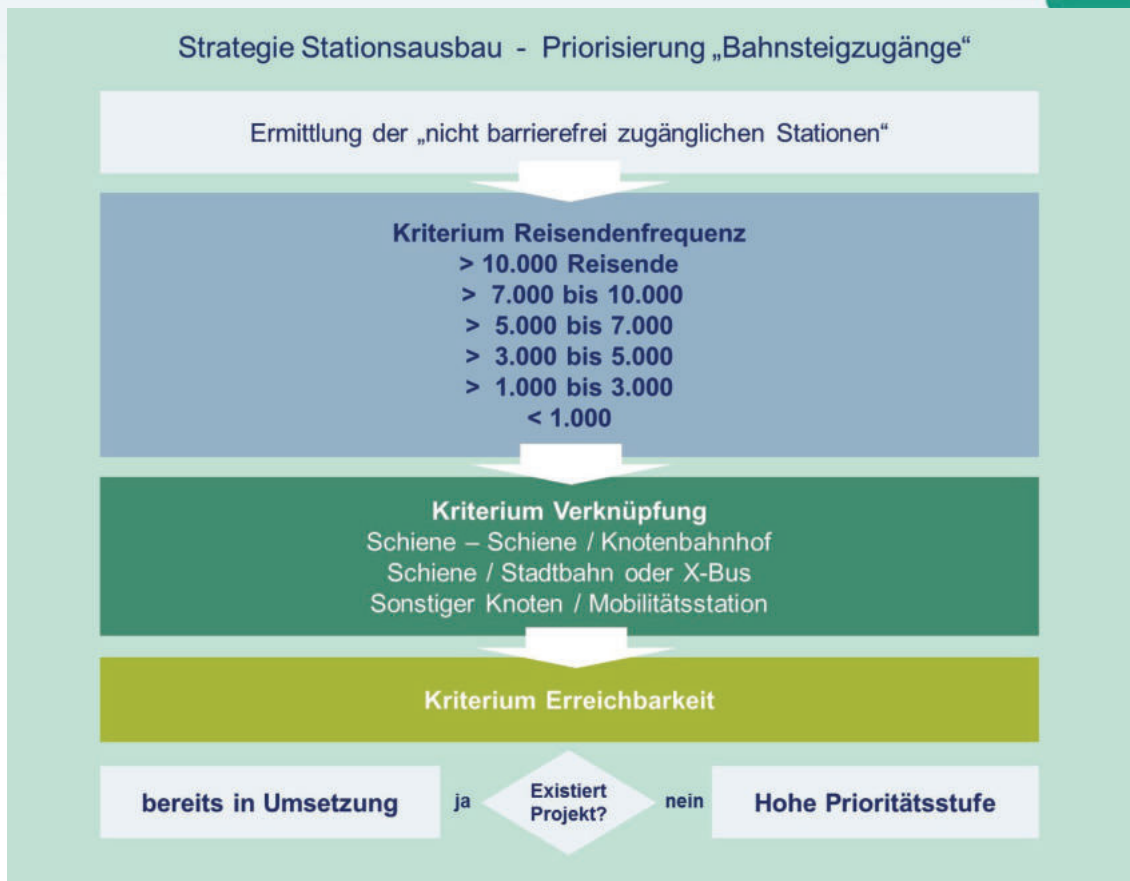 Strategie Stationsausbau - Priorisierung „Bahnsteigzugänge“
Ermittlung der „nicht barrierefrei zugänglichen Stationen“
Kriterium Reisendenfrequenz
> 10.000 Reisende
> 7.000 bis 10.000
> 5.000 bis 7.000
> 3.000 bis 5.000
> 1.000 bis 3.000
< 1.000
Kriterium Verknüpfung
Schiene – Schiene / Knotenbahnhof
Schiene / Stadtbahn oder X-Bus
Sonstiger Knoten / Mobilitätsstation
Kriterium Erreichbarkeit
bereits in Umsetzung
ja
Existiert
Projekt?
nein
Hohe Prioritätsstufe